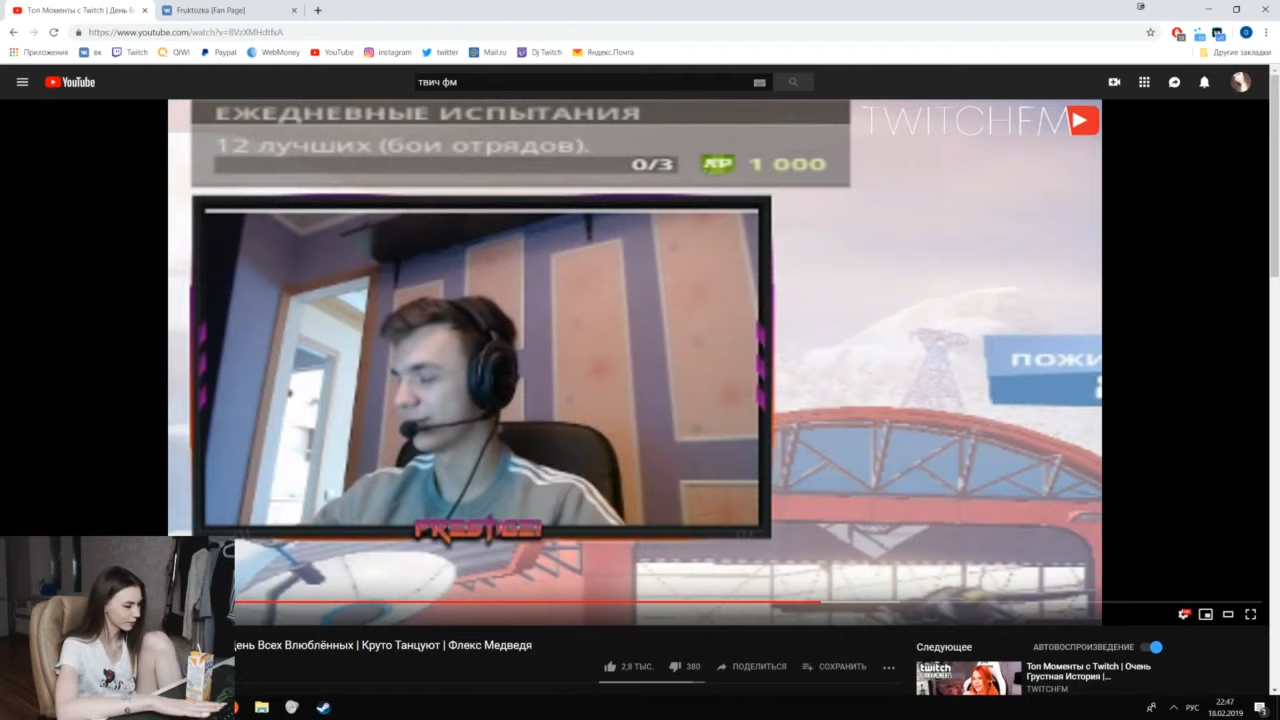 Топ Моменты с Twitch | День В
Fruktozka [Fan Page]
https://www.youtube.com/watch?v=8VzXMHdtfxA
Приложения
вк
Twitch
QIWI
Paypal
WebMoney
YouTube
instagram
twitter
Mail.ru
Dj Twitch
Яндекс.Почта
Другие закладки
YouTube
твич фм
ЕЖЕДНЕВНЫЕ ИСПЫТАНИЯ
12 лучших (бои отрядов).
0/3
1 000
TWITCHFM
ПОЖИ
PRESTIGE!
день Всех Влюблённых | Круто Танцуют | Флекс Медведя
2,8 ТЫС.
380
ПОДЕЛИТЬСЯ
СОХРАНИТЬ
Следующее
АВТОВОСПРОИЗВЕДЕНИЕ
twitch
Топ Моменты с Twitch | Очень
Грустная История |...
TWITCHFM
РУС
22:47
18.02.2019